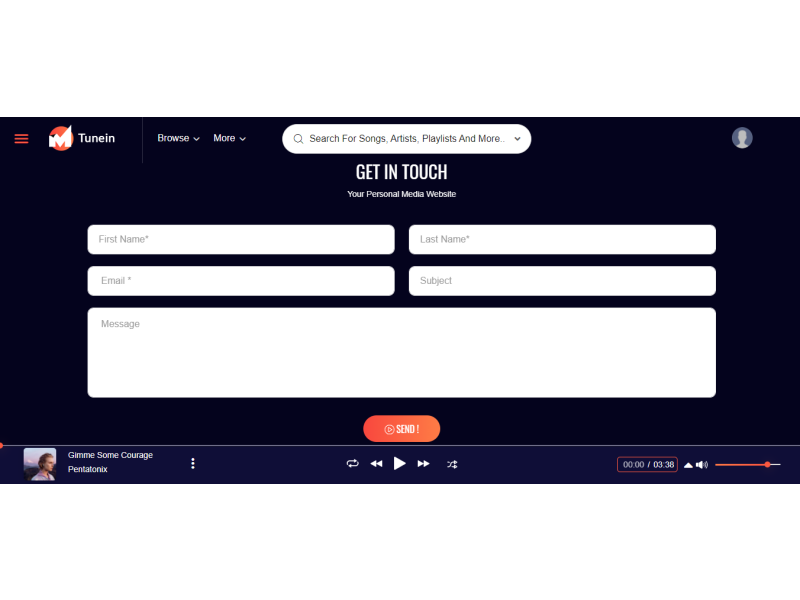 Tunein
Browse
More
Search For Songs, Artists, Playlists And More..
GET IN TOUCH
Your Personal Media Website
First Name*
Last Name*
Email *
Subject
Message
SEND !
Gimme Some Courage
Pentatonix
00:00 / 03:38